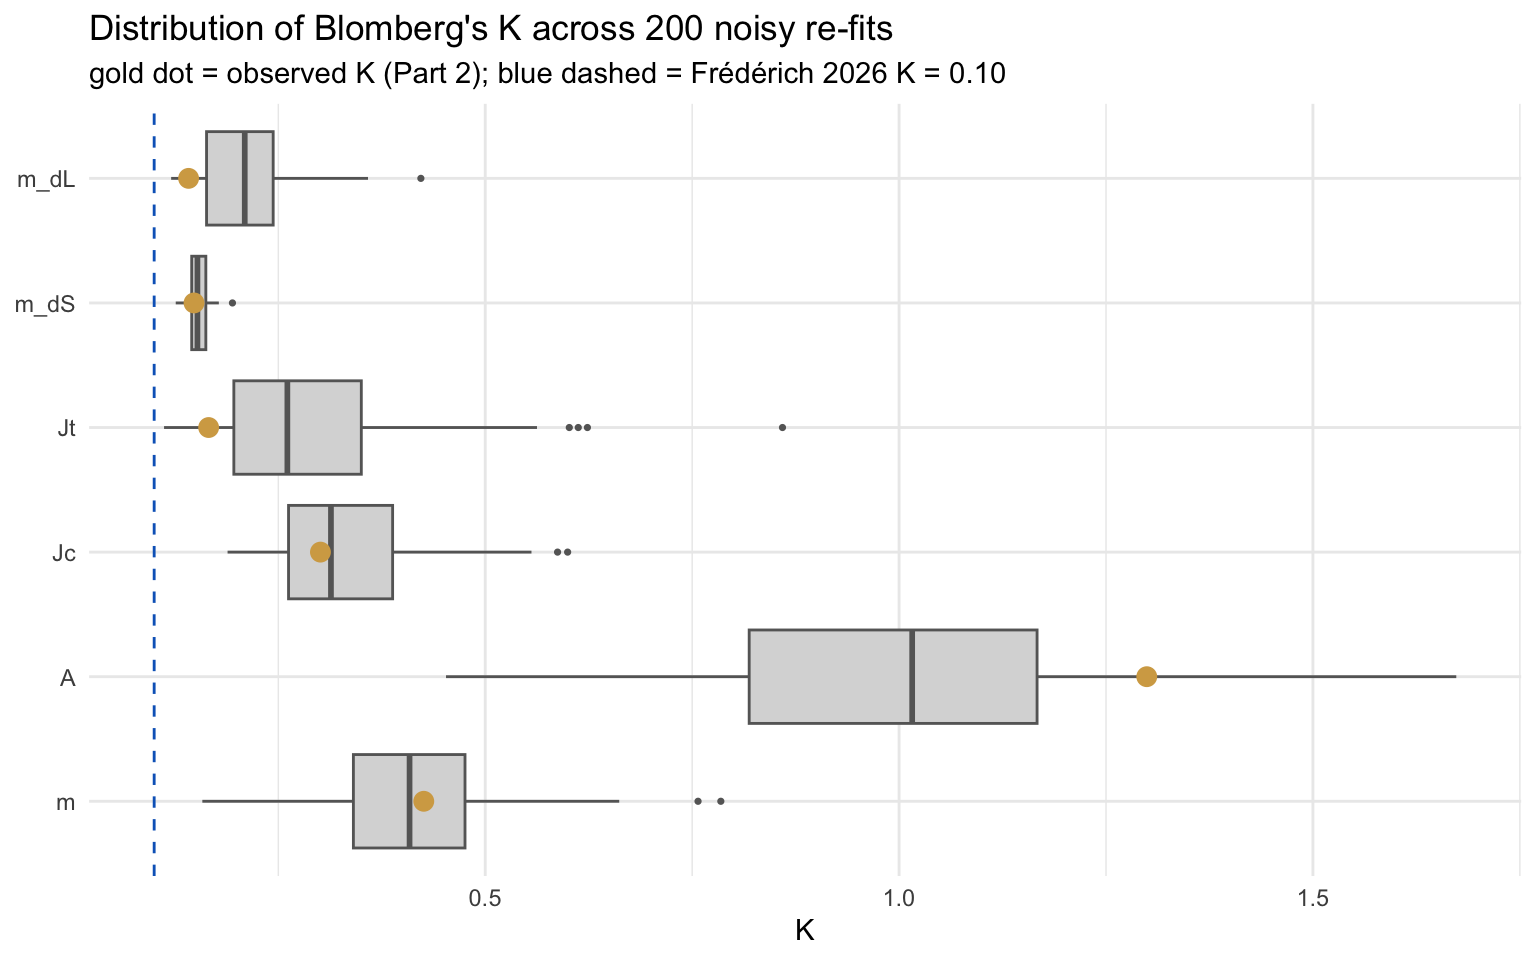 Distribution of Blomberg's K across 200 noisy re-fits
gold dot = observed K (Part 2); blue dashed = Frédérich 2026 K = 0.10
m_dL
m_dS
Jt
Jc
A
m
0.5 1.0 1.5
K